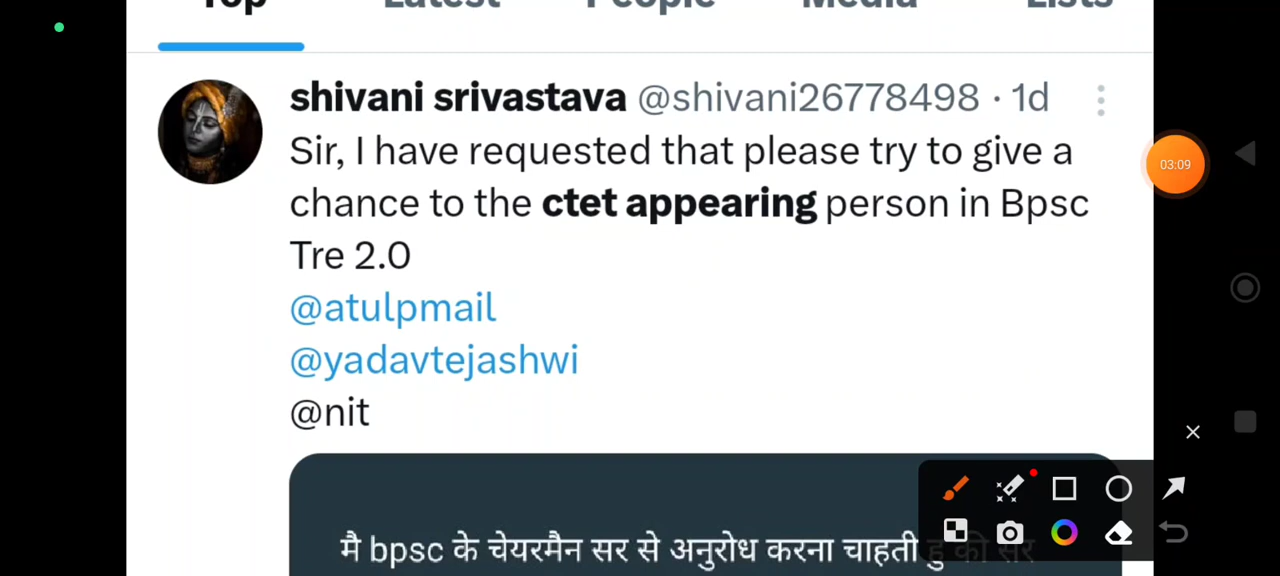 Top Latest People Media Lists
shivani srivastava @shivani26778498 · 1d
Sir, I have requested that please try to give a
chance to the ctet appearing person in Bpsc
Tre 2.0
@atulpmail
@yadavtejashwi
@nit
मै bpsc के चेयरमैन सर से अनुरोध करना चाहती हु की सर
03:09